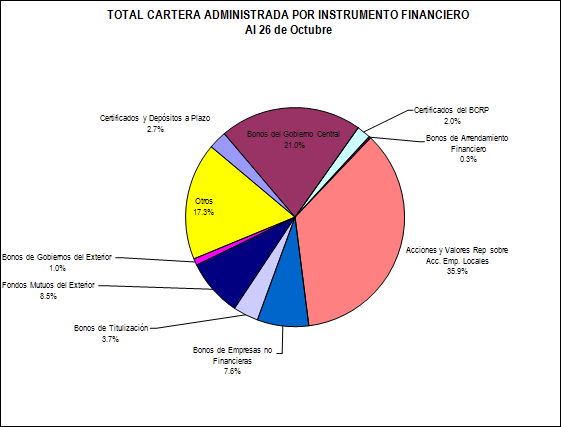 TOTAL CARTERA ADMINISTRADA POR INSTRUMENTO FINANCIERO
Al 26 de Octubre
Certificados y Depósitos a Plazo
2.7%
Bonos del Gobierno Central
21.0%
Certificados del BCRP
2.0%
Bonos de Arrendamiento
Financiero
0.3%
Otros
17.3%
Acciones y Valores Rep sobre
Acc. Emp. Locales
35.9%
Bonos de Gobiernos del Exterior
1.0%
Fondos Mutuos del Exterior
8.5%
Bonos de Titulización
3.7%
Bonos de Empresas no
Financieras
7.6%